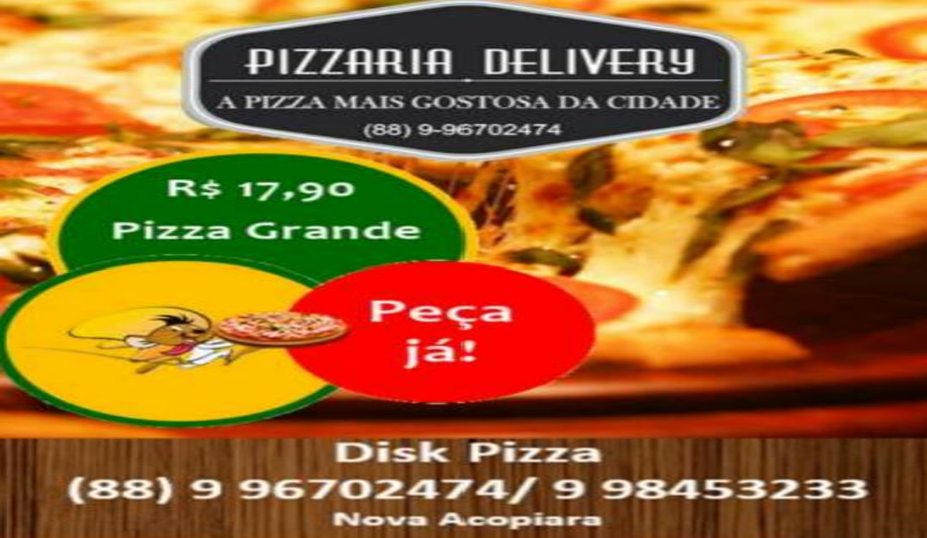 PIZZARIA DELIVERY
A PIZZA MAIS GOSTOSA DA CIDADE
(88) 9-96702474
R$ 17,90
Pizza Grande
Peça
já!
Disk Pizza
(88) 9 96702474/ 9 98453233
Nova Acopiara